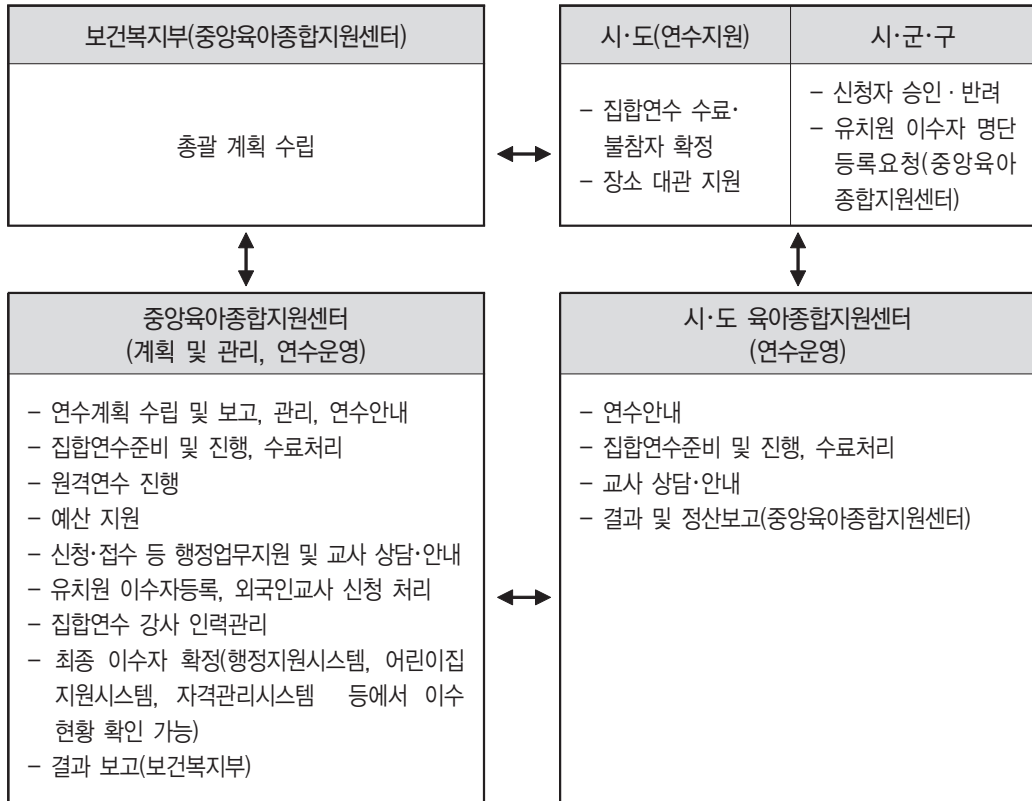 보건복지부(중앙육아종합지원센터)
총괄 계획 수립
시·도(연수지원)
시·군·구
– 집합연수 수료·
불참자 확정
– 장소 대관 지원
– 신청자 승인 · 반려
– 유치원 이수자 명단
등록요청(중앙육아
종합지원센터)
중앙육아종합지원센터
(계획 및 관리, 연수운영)
– 연수계획 수립 및 보고, 관리, 연수안내
– 집합연수준비 및 진행, 수료처리
– 원격연수 진행
– 예산 지원
– 신청·접수 등 행정업무지원 및 교사 상담·안내
– 유치원 이수자등록, 외국인교사 신청 처리
– 집합연수 강사 인력관리
– 최종 이수자 확정(행정지원시스템, 어린이집
지원시스템, 자격관리시스템 등에서 이수
현황 확인 가능)
– 결과 보고(보건복지부)
시·도 육아종합지원센터
(연수운영)
– 연수안내
– 집합연수준비 및 진행, 수료처리
– 교사 상담·안내
– 결과 및 정산보고(중앙육아종합지원센터)